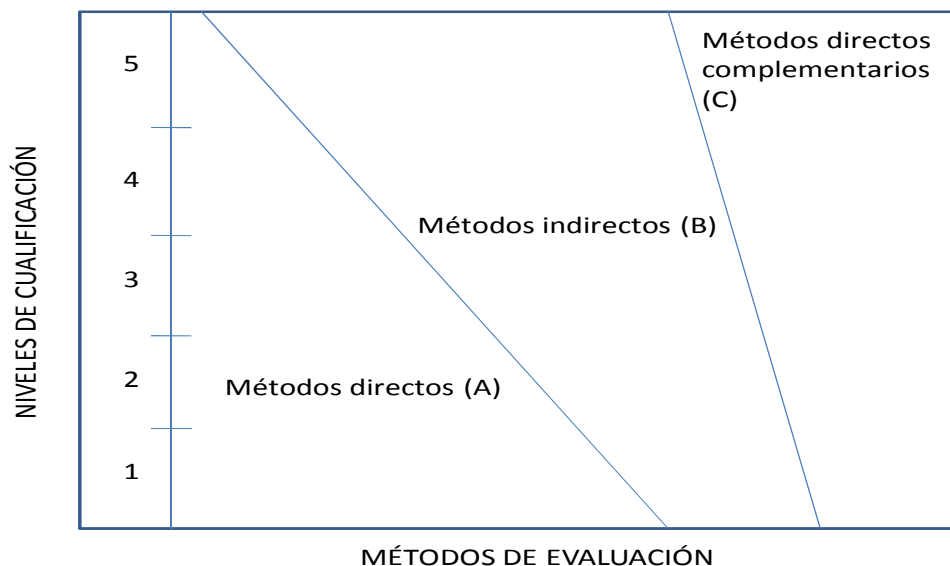 Métodos directos
complementarios
(C)
5
4
Métodos indirectos (B)
3
2
Métodos directos (A)
1
NIVELES DE CUALIFICACIÓN
MÉTODOS DE EVALUACIÓN